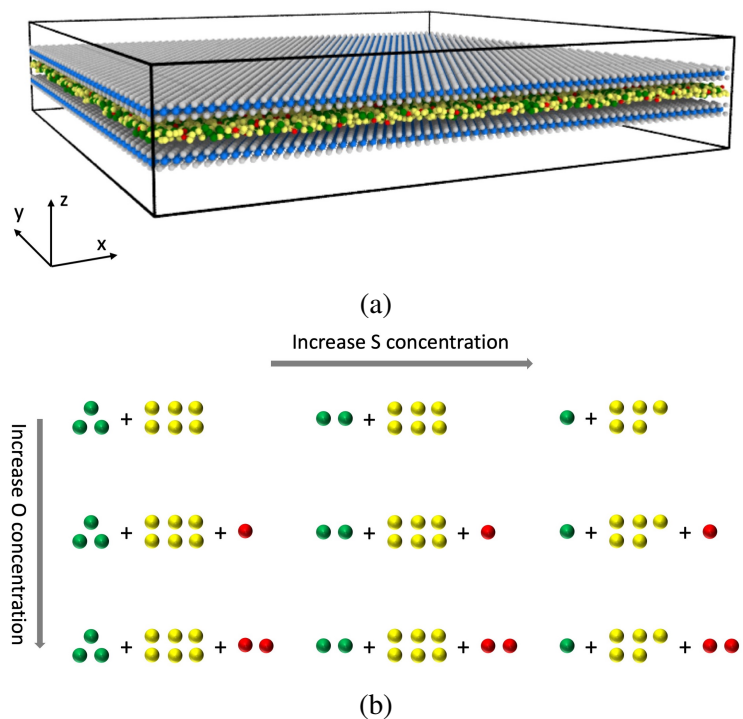 z
y
x
(a)
Increase S concentration
Increase O concentration
+
+
+
+ +
+ +
+ +
+ +
+ +
+ +
(b)